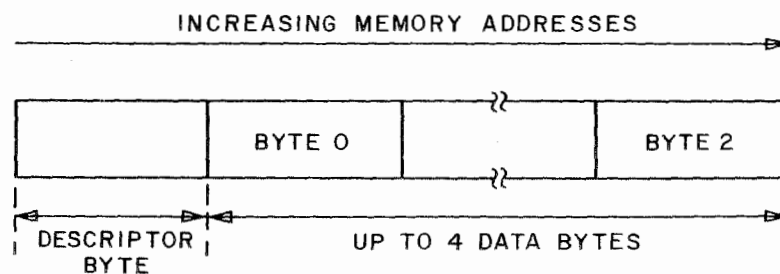 INCREASING MEMORY ADDRESSES
BYTE 0
BYTE 2
DESCRIPTOR
BYTE
UP TO 4 DATA BYTES